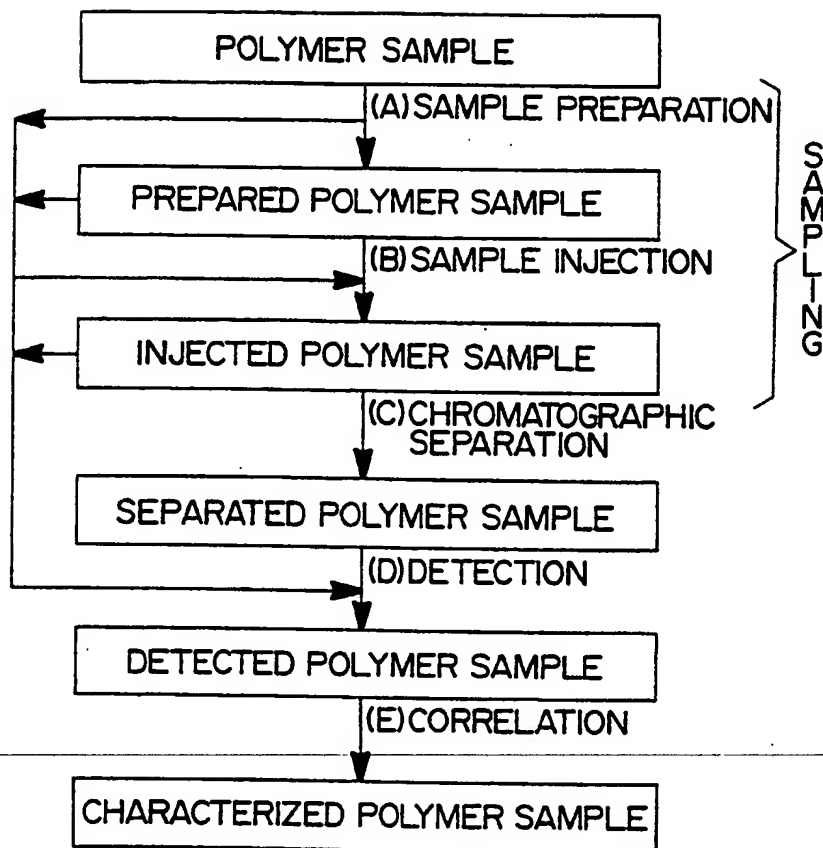 POLYMER SAMPLE
(A) SAMPLE PREPARATION
PREPARED POLYMER SAMPLE
(B) SAMPLE INJECTION
INJECTED POLYMER SAMPLE
(C) CHROMATOGRAPHIC
SEPARATION
SEPARATED POLYMER SAMPLE
(D) DETECTION
DETECTED POLYMER SAMPLE
(E) CORRELATION
CHARACTERIZED POLYMER SAMPLE
SAMPLING